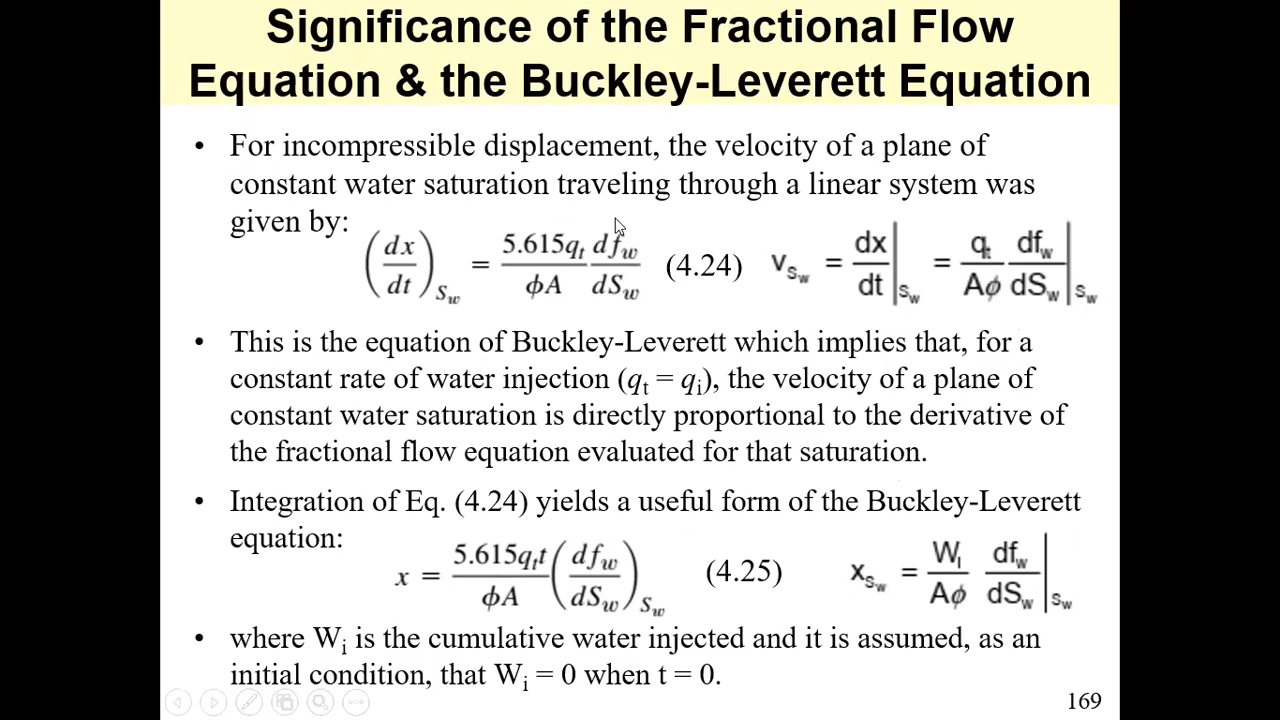 Significance of the Fractional Flow
Equation & the Buckley-Leverett Equation
• For incompressible displacement, the velocity of a plane of
constant water saturation traveling through a linear system was
given by:
(dx/dt)_Sw = 5.615q_t/ϕA df_w/dS_w (4.24) v_Sw = dx/dt|_Sw = q_t/Aϕ df_w/dS_w|_Sw
• This is the equation of Buckley-Leverett which implies that, for a
constant rate of water injection (q_t = q_i), the velocity of a plane of
constant water saturation is directly proportional to the derivative of
the fractional flow equation evaluated for that saturation.
• Integration of Eq. (4.24) yields a useful form of the Buckley-Leverett
equation:
x = 5.615q_t t/ϕA (df_w/dS_w)_Sw (4.25) x_Sw = W_i/Aϕ df_w/dS_w|_Sw
• where W_i is the cumulative water injected and it is assumed, as an
initial condition, that W_i = 0 when t = 0.
169